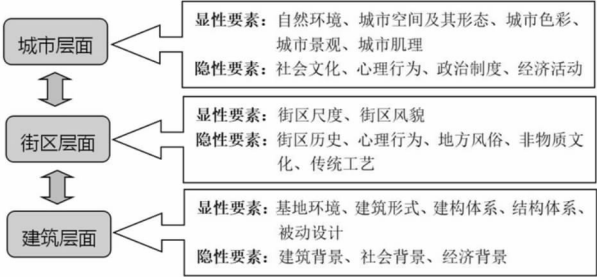 城市层面
显性要素：自然环境、城市空间及其形态、城市色彩、
城市景观、城市肌理
隐性要素：社会文化、心理行为、政治制度、经济活动
街区层面
显性要素：街区尺度、街区风貌
隐性要素：街区历史、心理行为、地方风俗、非物质文
化、传统工艺
建筑层面
显性要素：基地环境、建筑形式、建构体系、结构体系、
被动设计
隐性要素：建筑背景、社会背景、经济背景